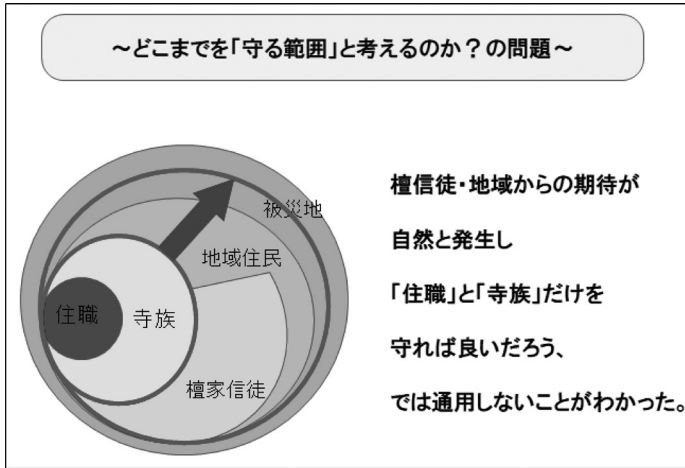 ～どこまでを「守る範囲」と考えるのか？の問題～
被災地
地域住民
住職
寺族
檀家信徒
檀信徒・地域からの期待が
自然と発生し
「住職」と「寺族」だけを
守れば良いだろう、
では通用しないことがわかった。